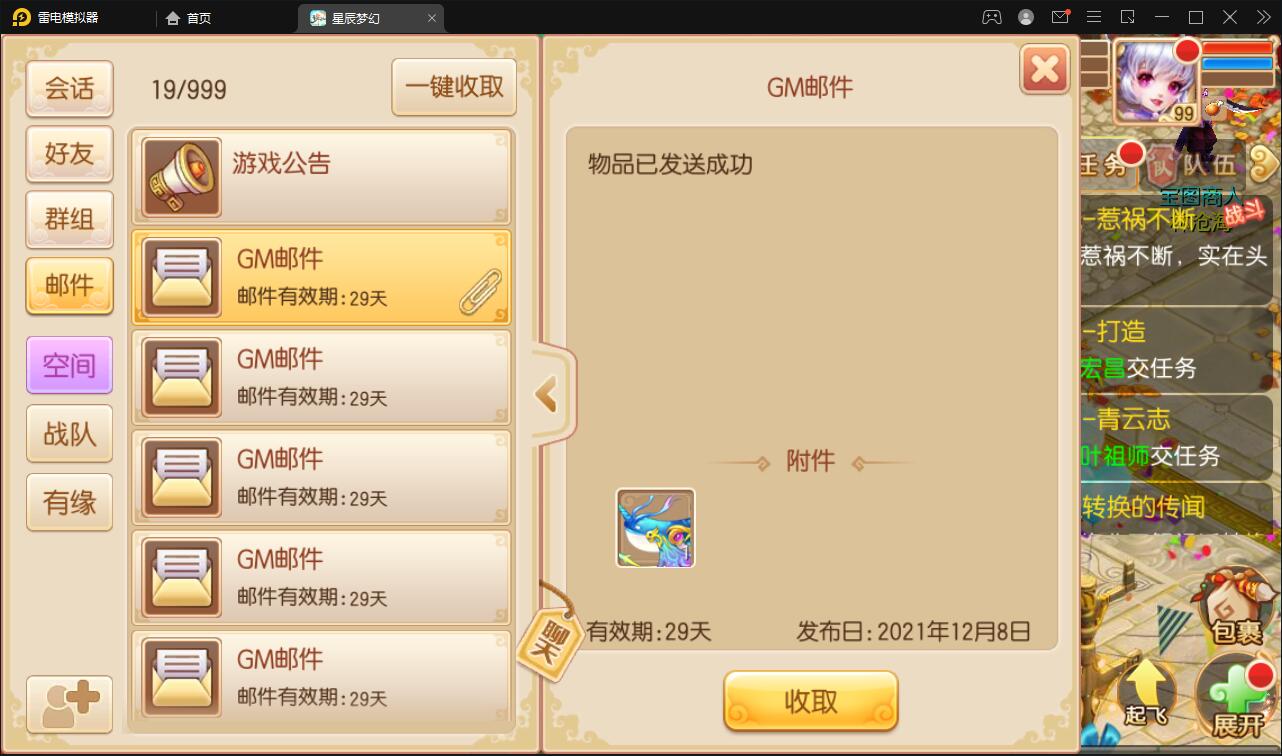 雷电模拟器
首页
星辰梦幻
会话
好友
群组
邮件
空间
战队
有缘
19/999
一键收取
游戏公告
GM邮件
邮件有效期:29天
GM邮件
邮件有效期:29天
GM邮件
邮件有效期:29天
GM邮件
邮件有效期:29天
GM邮件
邮件有效期:29天
聊天
GM邮件
物品已发送成功
附件
1
有效期:29天
发布日:2021年12月8日
收取
99
任务
队
队伍
宝图商人
-惹祸不断
战斗
惹祸不断，实在头
-打造
宏昌交任务
-青云志
叶祖师交任务
转换的传闻
包裹
起飞
展开